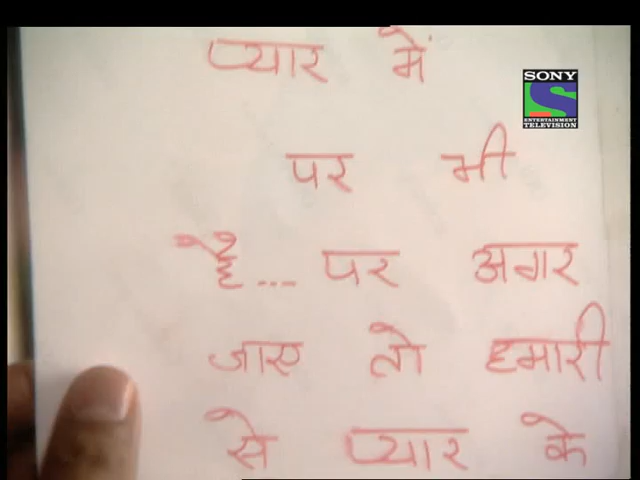 प्यार में
SONY
ENTERTAINMENT
TELEVISION
पर भी
है... पर अगर
जाए तो हमारी
से प्यार के